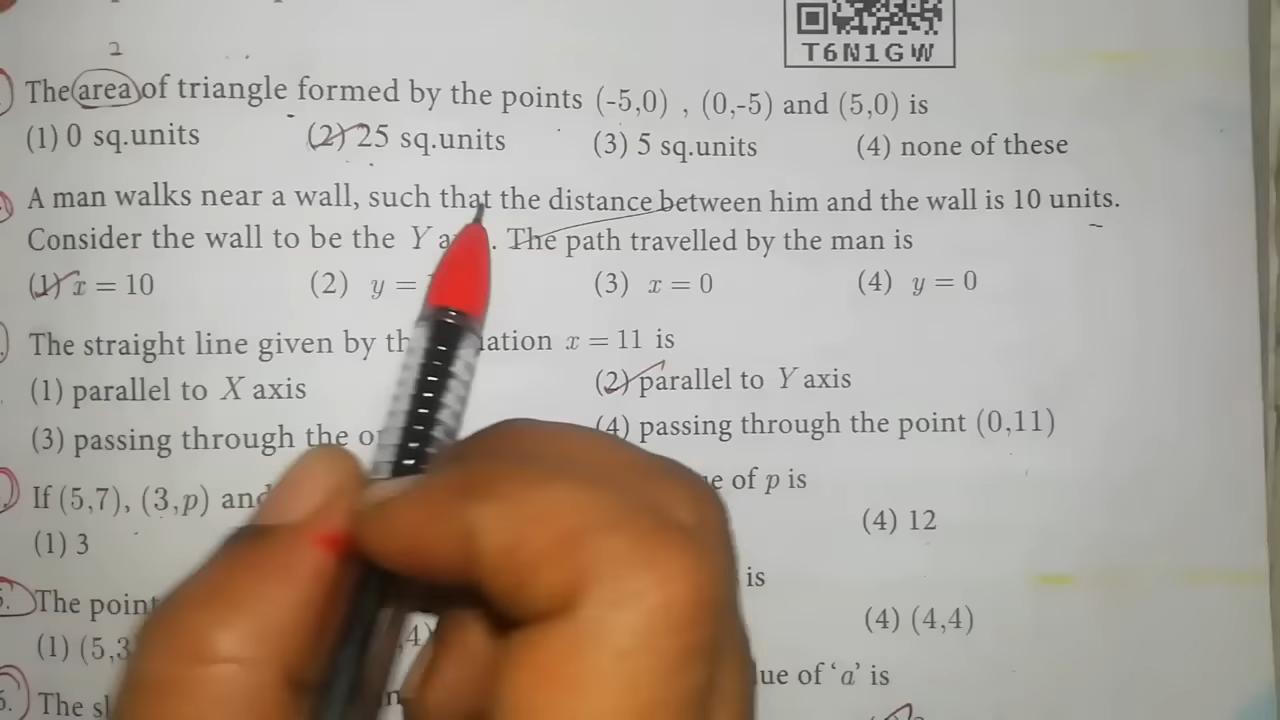 T6N1GW
2
The area of triangle formed by the points (-5,0) , (0,-5) and (5,0) is
(1) 0 sq.units (2) 25 sq.units (3) 5 sq.units (4) none of these
A man walks near a wall, such that the distance between him and the wall is 10 units.
Consider the wall to be the Y . The path travelled by the man is
(1) x = 10 (2) y = (3) x = 0 (4) y = 0
The straight line given by x = 11 is
(1) parallel to X axis (2) parallel to Y axis
(3) passing through the (4) passing through the point (0,11)
If (5,7), (3,p) and of p is
(1) 3 (4) 12
The is
(1) (4) (4,4)
of ‘a’ is
The